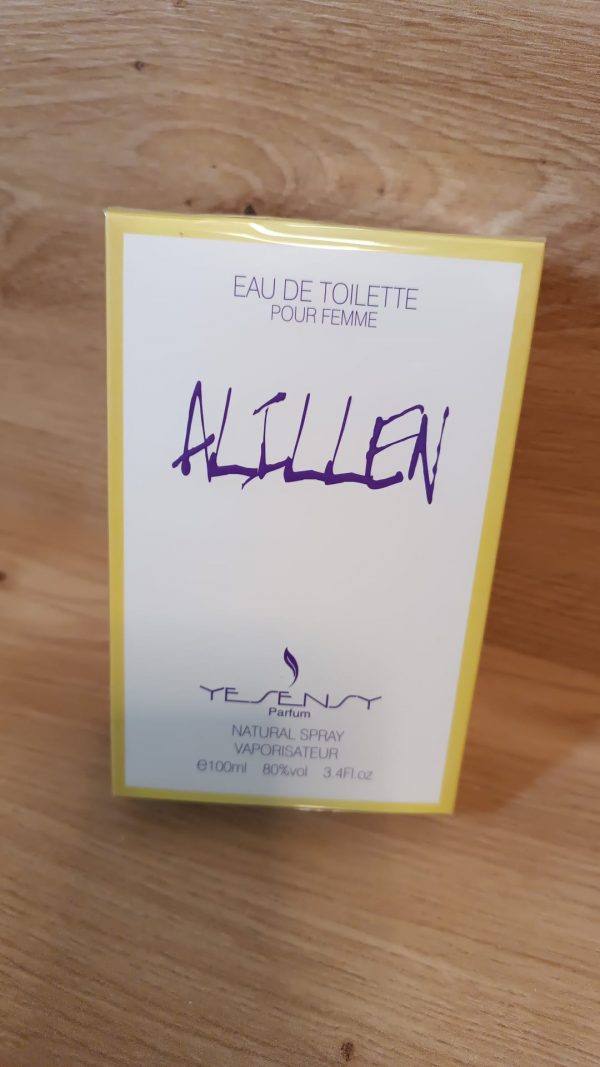 EAU DE TOILETTE
POUR FEMME
ALILLEN
YESENSY
Parfum
NATURAL SPRAY
VAPORISATEUR
℮100ml 80%vol 3.4Fl.oz